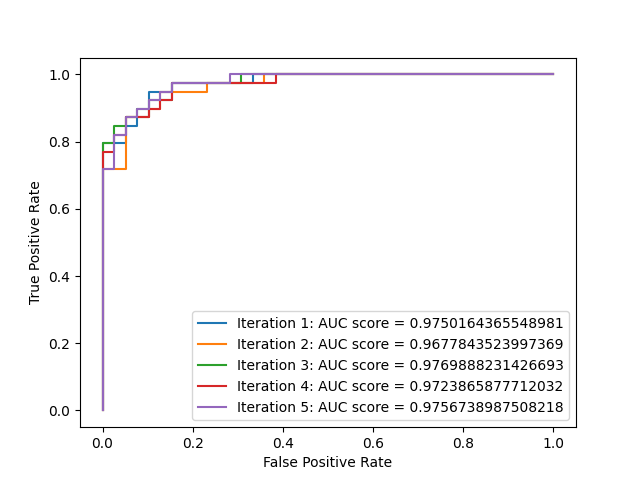 1.0
0.8
0.6
0.4
0.2
0.0
True Positive Rate
Iteration 1: AUC score = 0.9750164365548981
Iteration 2: AUC score = 0.9677843523997369
Iteration 3: AUC score = 0.9769888231426693
Iteration 4: AUC score = 0.9723865877712032
Iteration 5: AUC score = 0.9756738987508218
0.0 0.2 0.4 0.6 0.8 1.0
False Positive Rate